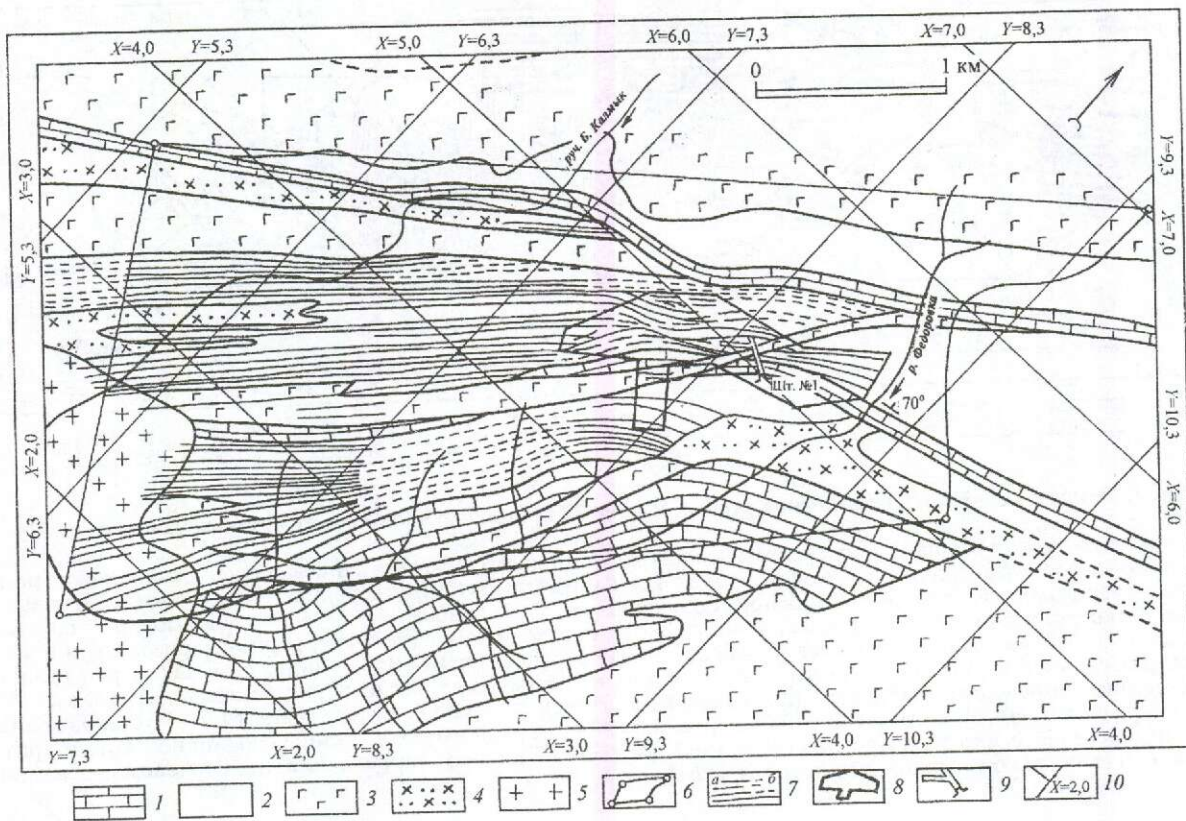 X=4,0 Y=5,3 X=5,0 Y=6,3 X=6,0 Y=7,3 X=7,0 Y=8,3
0 1 км
руч. Б. Калмык
X=3,0
Y=5,3
X=2,0
Y=6,3
Y=9,3
X=7,0
Y=10,3
X=6,0
р. Федоровка
Шт. №1
70°
Y=7,3 X=2,0 Y=8,3 X=3,0 Y=9,3 X=4,0 Y=10,3 X=4,0
1 2 3 4 5 6 а б 7 8 9 X=2,0 10